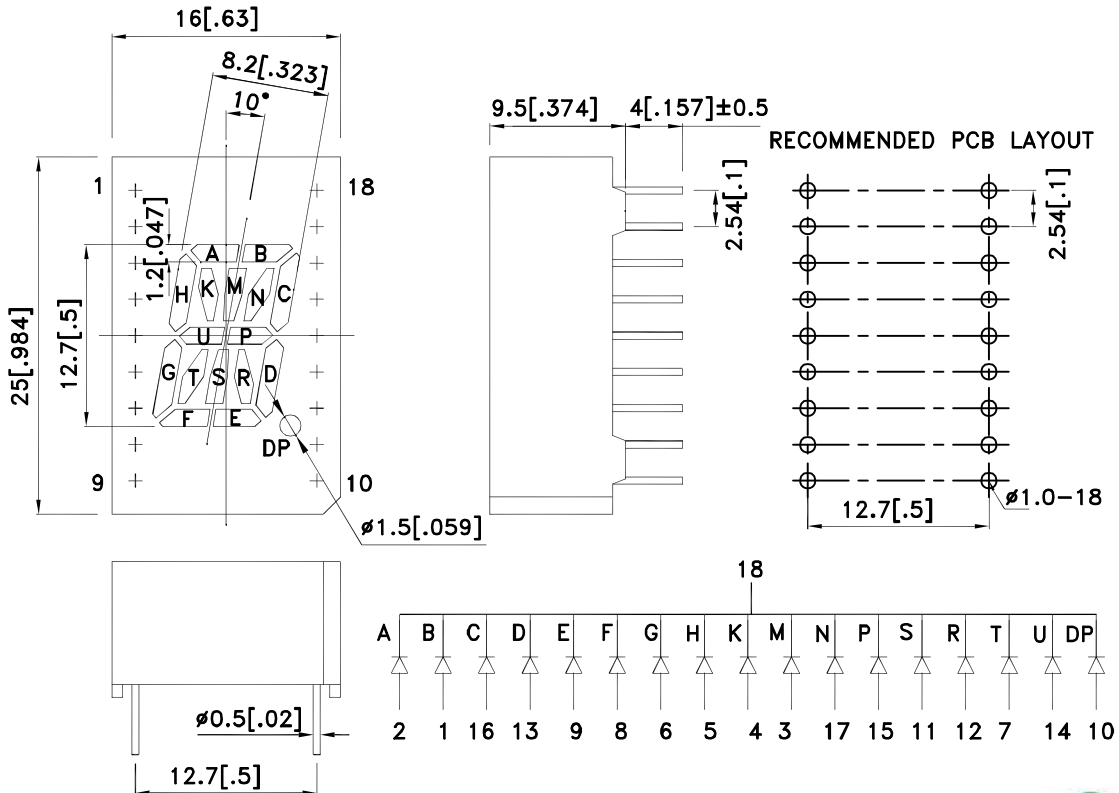 16[.63]
8.2[.323]
10°
1
18
1.2[.047]
A B
H K M N C
U P
G T S R D
F E
DP
12.7[.5]
25[.984]
9
10
ø1.5[.059]
9.5[.374]
4[.157]±0.5
2.54[.1]
RECOMMENDED PCB LAYOUT
2.54[.1]
ø1.0-18
12.7[.5]
ø0.5[.02]
12.7[.5]
18
A B C D E F G H K M N P S R T U DP
2 1 16 13 9 8 6 5 4 3 17 15 11 12 7 14 10